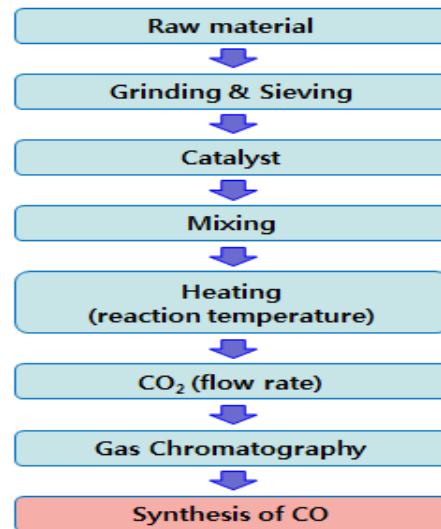 Raw material
Grinding & Sieving
Catalyst
Mixing
Heating
(reaction temperature)
CO₂ (flow rate)
Gas Chromatography
Synthesis of CO